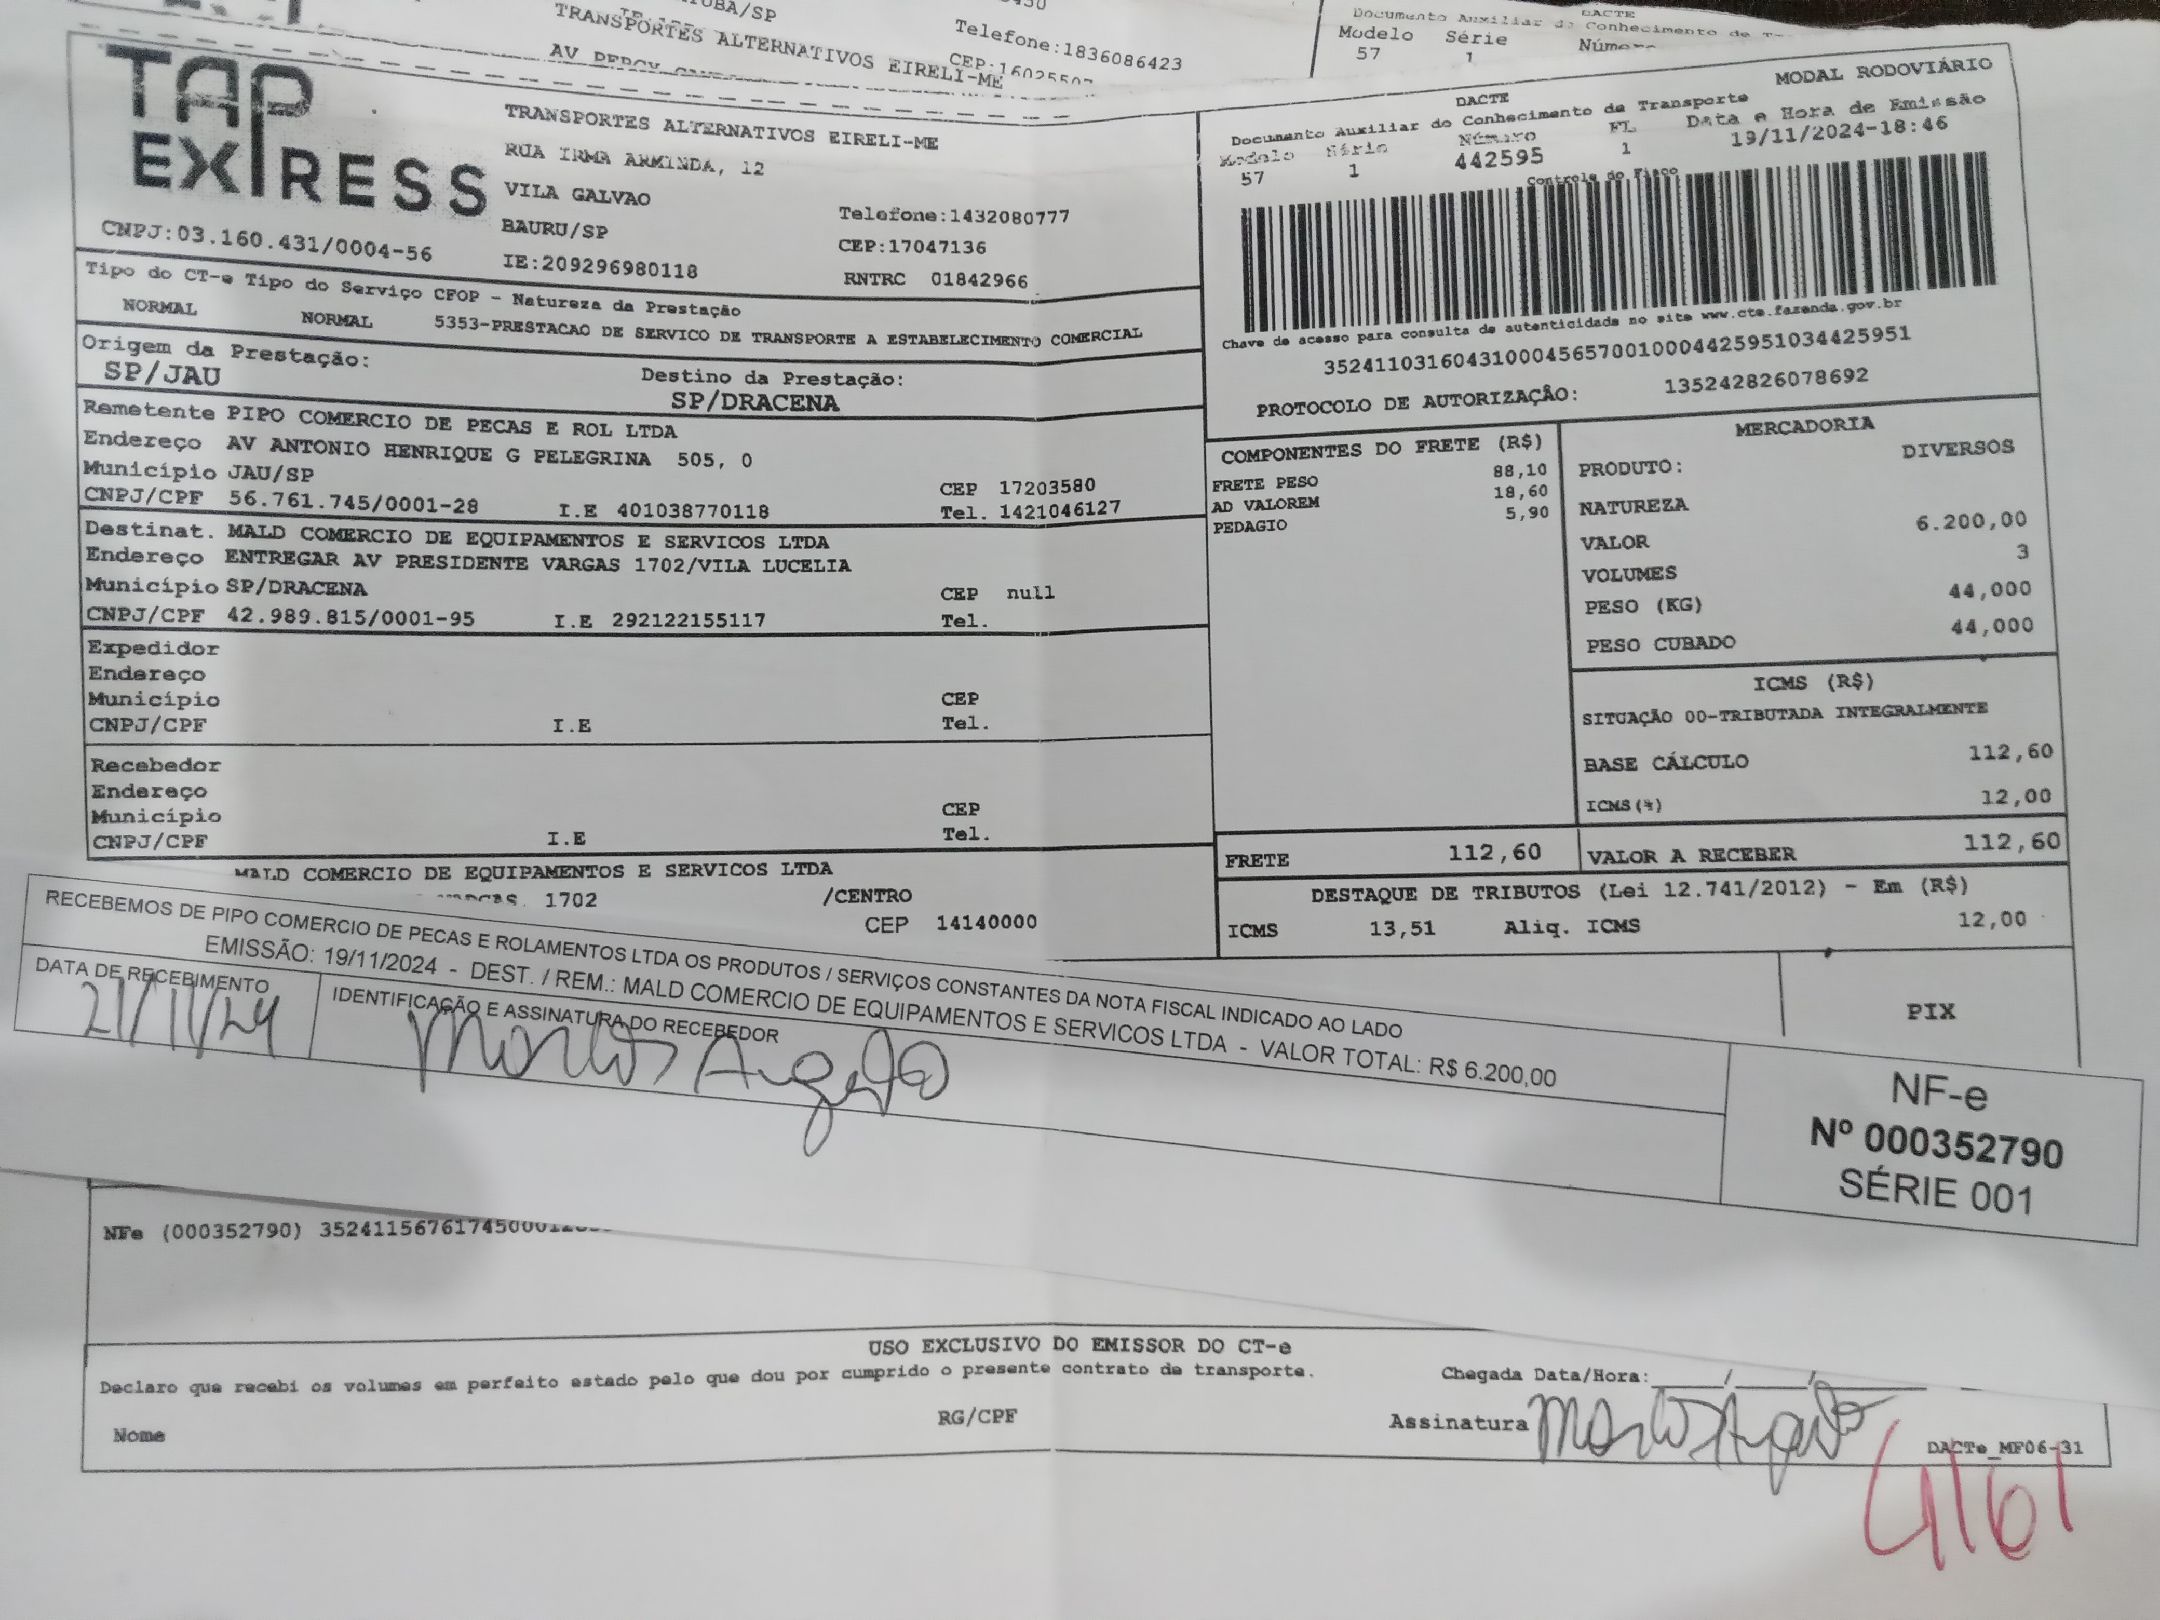 UBA/SP
TRANSPORTES ALTERNATIVOS EIRELI-ME
Telefone:1836086423
CEP:16025507
DACTE
Documento Auxiliar do Conhecimento de
Modelo Série
57 1
TAP
EXPRESS
CNPJ:03.160.431/0004-56
TRANSPORTES ALTERNATIVOS EIRELI-ME
RUA IRMA ARMINDA, 12
VILA GALVAO
BAURU/SP
IE:209296980118
Telefone:1432080777
CEP:17047136
RNTRC 01842966
MODAL RODOVIÁRIO
DACTE
Documento Auxiliar do Conhecimento de Transporte
Modelo Série Número FL Data e Hora de Emissão
57 1 442595 1 19/11/2024-18:46
Controle do Fisco
Chave de acesso para consulta de autenticidade no site www.cte.fazenda.gov.br
35241103160431000456570010004425951034425951
PROTOCOLO DE AUTORIZAÇÃO: 135242826078692
Tipo do CT-e Tipo do Serviço CFOP - Natureza da Prestação
NORMAL NORMAL 5353-PRESTACAO DE SERVICO DE TRANSPORTE A ESTABELECIMENTO COMERCIAL
Origem da Prestação: Destino da Prestação:
SP/JAU SP/DRACENA
Remetente PIPO COMERCIO DE PECAS E ROL LTDA
Endereço AV ANTONIO HENRIQUE G PELEGRINA 505, 0
Município JAU/SP CEP 17203580
CNPJ/CPF 56.761.745/0001-28 I.E 401038770118 Tel. 1421046127
Destinat. MALD COMERCIO DE EQUIPAMENTOS E SERVICOS LTDA
Endereço ENTREGAR AV PRESIDENTE VARGAS 1702/VILA LUCELIA
Município SP/DRACENA CEP null
CNPJ/CPF 42.989.815/0001-95 I.E 292122155117 Tel.
Expedidor
Endereço
Município CEP
CNPJ/CPF I.E Tel.
Recebedor
Endereço
Município CEP
CNPJ/CPF I.E Tel.
MALD COMERCIO DE EQUIPAMENTOS E SERVICOS LTDA
1702 /CENTRO
CEP 14140000
COMPONENTES DO FRETE (R$)
FRETE PESO 88,10
AD VALOREM 18,60
PEDAGIO 5,90
MERCADORIA
PRODUTO: DIVERSOS
NATUREZA
VALOR 6.200,00
VOLUMES 3
PESO (KG) 44,000
PESO CUBADO 44,000
ICMS (R$)
SITUAÇÃO 00-TRIBUTADA INTEGRALMENTE
BASE CÁLCULO 112,60
ICMS(%) 12,00
FRETE 112,60 VALOR A RECEBER 112,60
DESTAQUE DE TRIBUTOS (Lei 12.741/2012) - Em (R$)
ICMS 13,51 Aliq. ICMS 12,00
PIX
RECEBEMOS DE PIPO COMERCIO DE PECAS E ROLAMENTOS LTDA OS PRODUTOS / SERVIÇOS CONSTANTES DA NOTA FISCAL INDICADO AO LADO
EMISSÃO: 19/11/2024 - DEST. / REM.: MALD COMERCIO DE EQUIPAMENTOS E SERVICOS LTDA - VALOR TOTAL: R$ 6.200,00
DATA DE RECEBIMENTO
21/11/24
IDENTIFICAÇÃO E ASSINATURA DO RECEBEDOR
NF-e
Nº 000352790
SÉRIE 001
NFe (000352790) 352411567617450001
USO EXCLUSIVO DO EMISSOR DO CT-e
Declaro que recebi os volumes em perfeito estado pelo que dou por cumprido o presente contrato de transporte.
Chegada Data/Hora:____/____/____
Nome RG/CPF Assinatura
DACTe_MF06-31